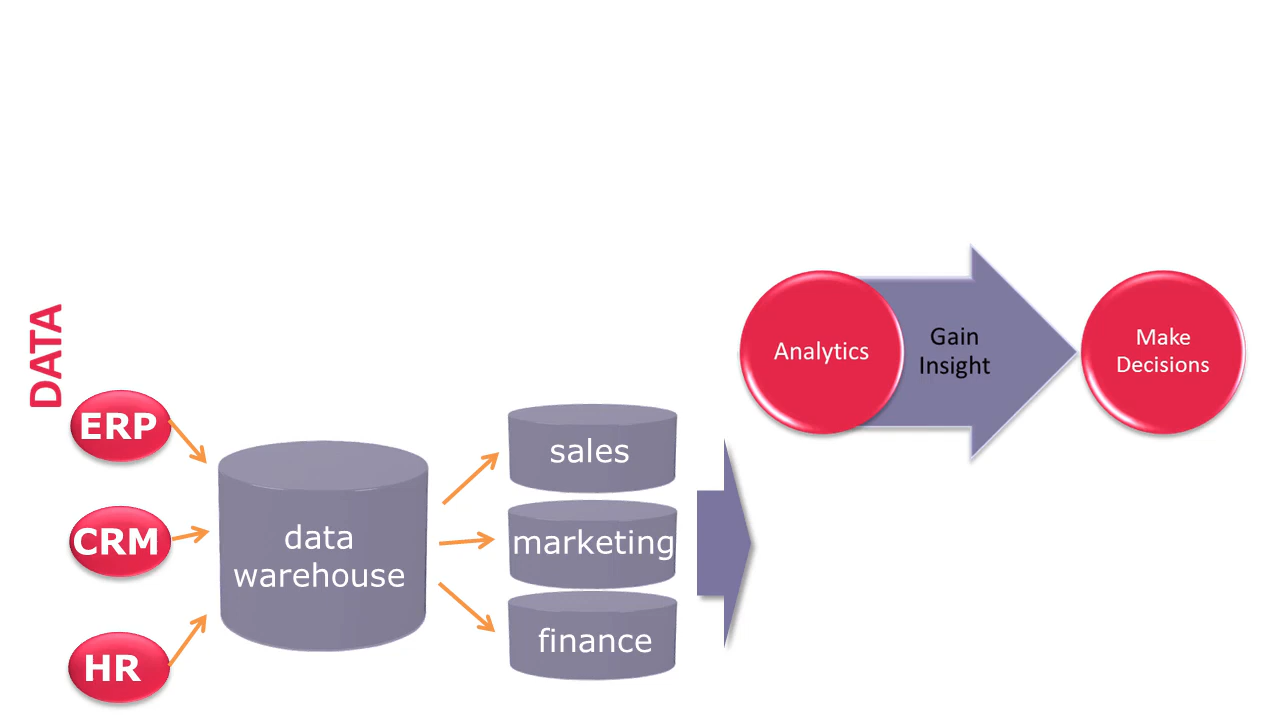 DATA
ERP
CRM
HR
data
warehouse
sales
marketing
finance
Analytics
Gain
Insight
Make
Decisions